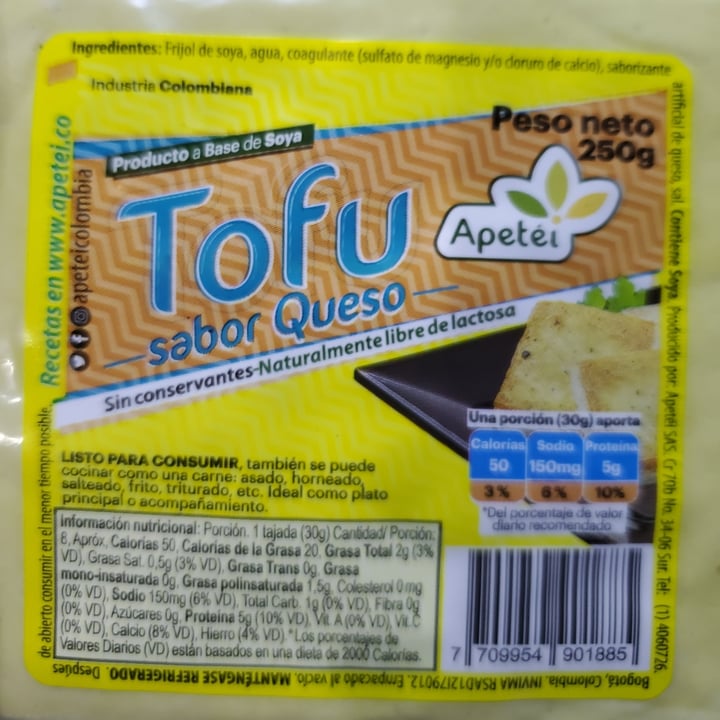 Ingredientes: Frijol de soya, agua, coagulante (sulfato de magnesio y/o cloruro de calcio), saborizante
artificial de queso, sal. Contiene Soya. Producido por: Apetéi SAS. Cr 70b No. 34-06 Sur. Tel: (1) 4060726
Bogotá, Colombia. INVIMA RSAD12I79012. Empacado al vacío. MANTÉNGASE REFRIGERADO. Despúes
de abierto consumir en el menor tiempo posible.
Recetas en www.apetei.co
@apeteicolombia
Industria Colombiana
Peso neto
250g
Producto a Base de Soya
Tofu
sabor Queso
Apetéi
Sin conservantes-Naturalmente libre de lactosa
LISTO PARA CONSUMIR, también se puede
cocinar como una carne: asado, horneado,
salteado, frito, triturado, etc. Ideal como plato
principal o acompañamiento.
Una porción (30g) aporta
Calorías Sodio Proteína
50 150mg 5g
3% 6% 10%
*Del porcentaje de valor
diario recomendado
Información nutricional: Porción. 1 tajada (30g) Cantidad/ Porción:
8, Apróx. Calorías 50, Calorías de la Grasa 20, Grasa Total 2g (3%
VD), Grasa Sat. 0,5g (3% VD), Grasa Trans 0g, Grasa
mono-insaturada 0g, Grasa polinsaturada 1,5g, Colesterol 0 mg
(0% VD), Sodio 150mg (6% VD), Total Carb. 1g (0% VD), Fibra 0g
(0% VD), Azúcares 0g, Proteína 5g (10% VD), Vit. A (0% VD), Vit. C
(0% VD), Calcio (8% VD), Hierro (4% VD). *Los porcentajes de
Valores Diarios (VD) están basados en una dieta de 2000 Calorías.
7 709954 901885